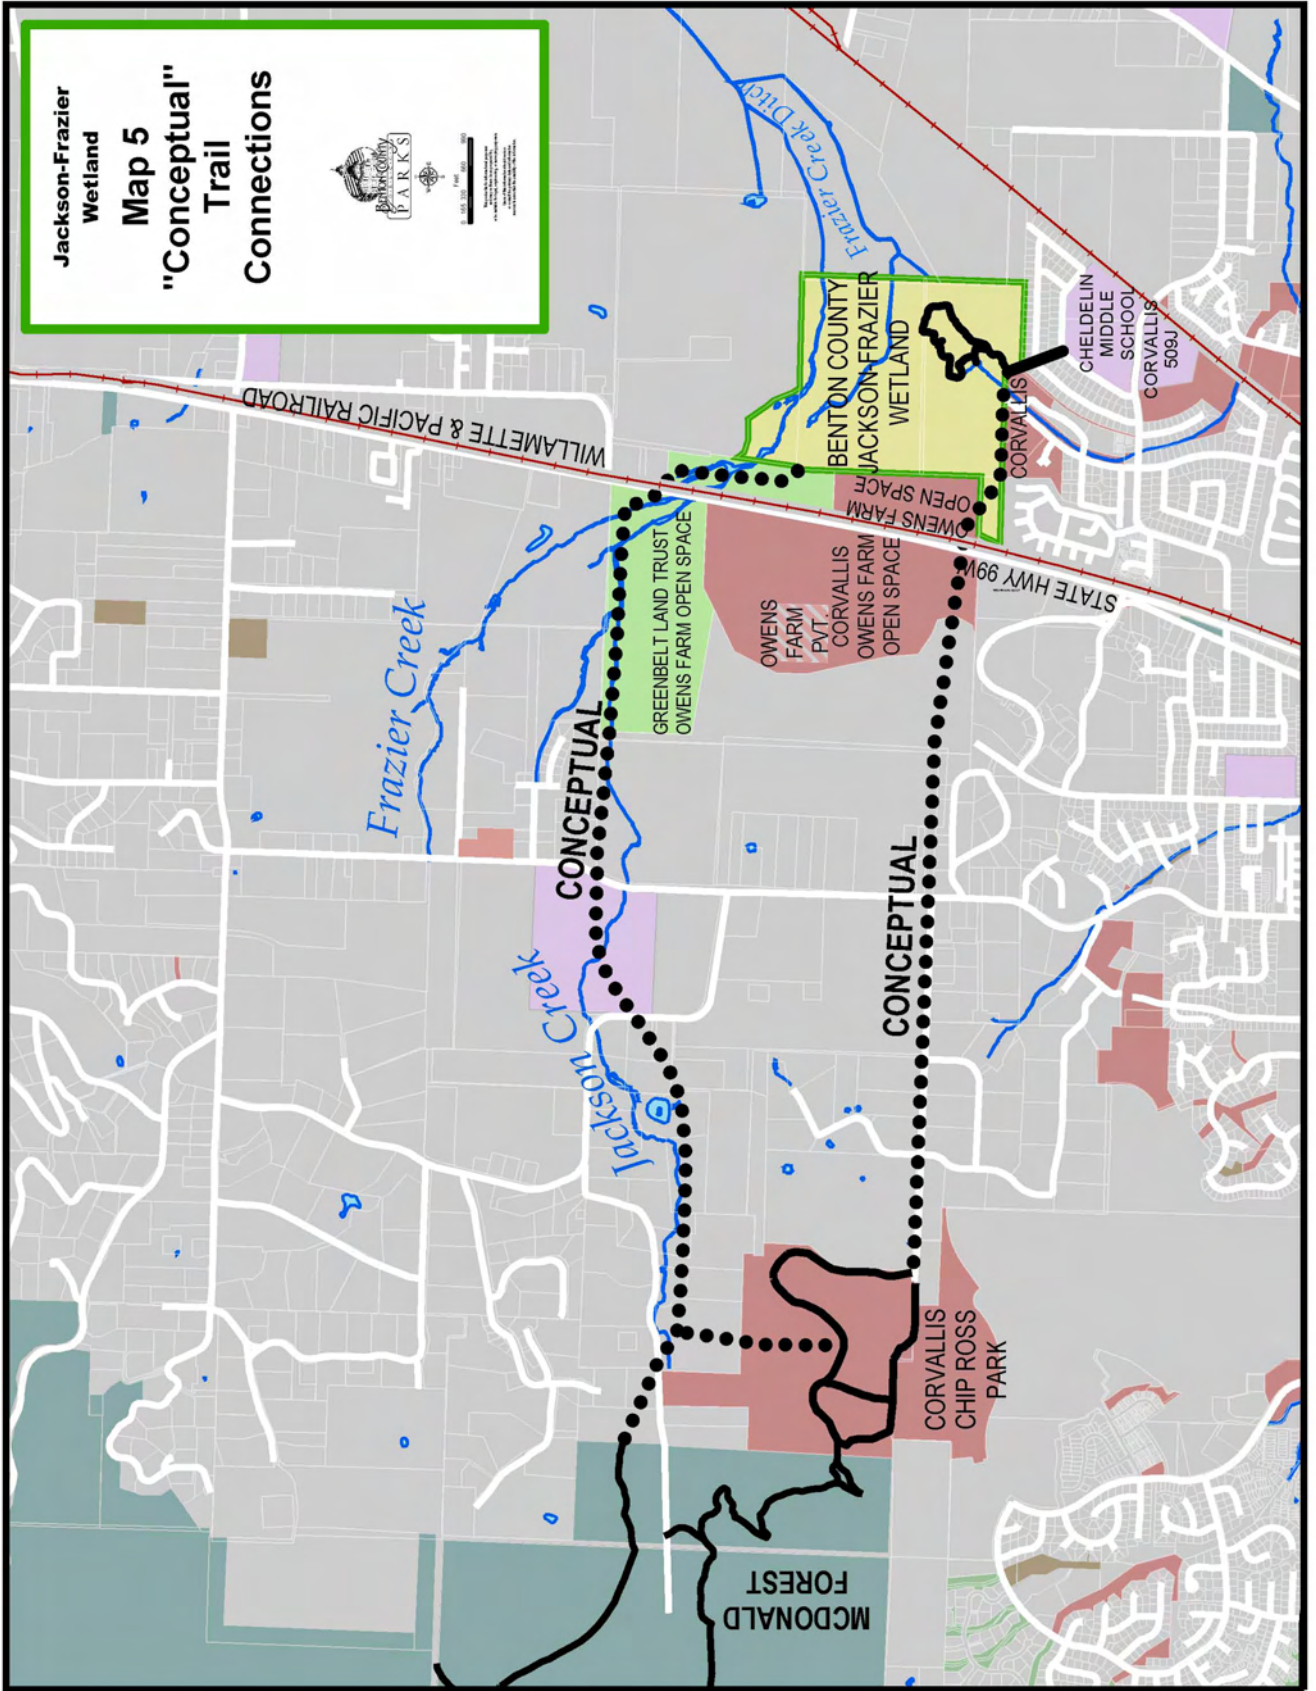 Jackson-Frazier
Wetland
Map 5
"Conceptual"
Trail
Connections
Benton County
PARKS
Feet
Frazier Creek Ditch
WILLAMETTE & PACIFIC RAILROAD
BENTON COUNTY
JACKSON-FRAZIER
WETLAND
CHELDELIN
MIDDLE
SCHOOL
CORVALLIS
509J
CORVALLIS
OWENS FARM
OPEN SPACE
STATE HWY 99W
GREENBELT LAND TRUST
OWENS FARM OPEN SPACE
OWENS
FARM
PVT.
CORVALLIS
OWENS FARM
OPEN SPACE
Frazier Creek
CONCEPTUAL
CONCEPTUAL
Jackson Creek
CORVALLIS
CHIP ROSS
PARK
MCDONALD
FOREST